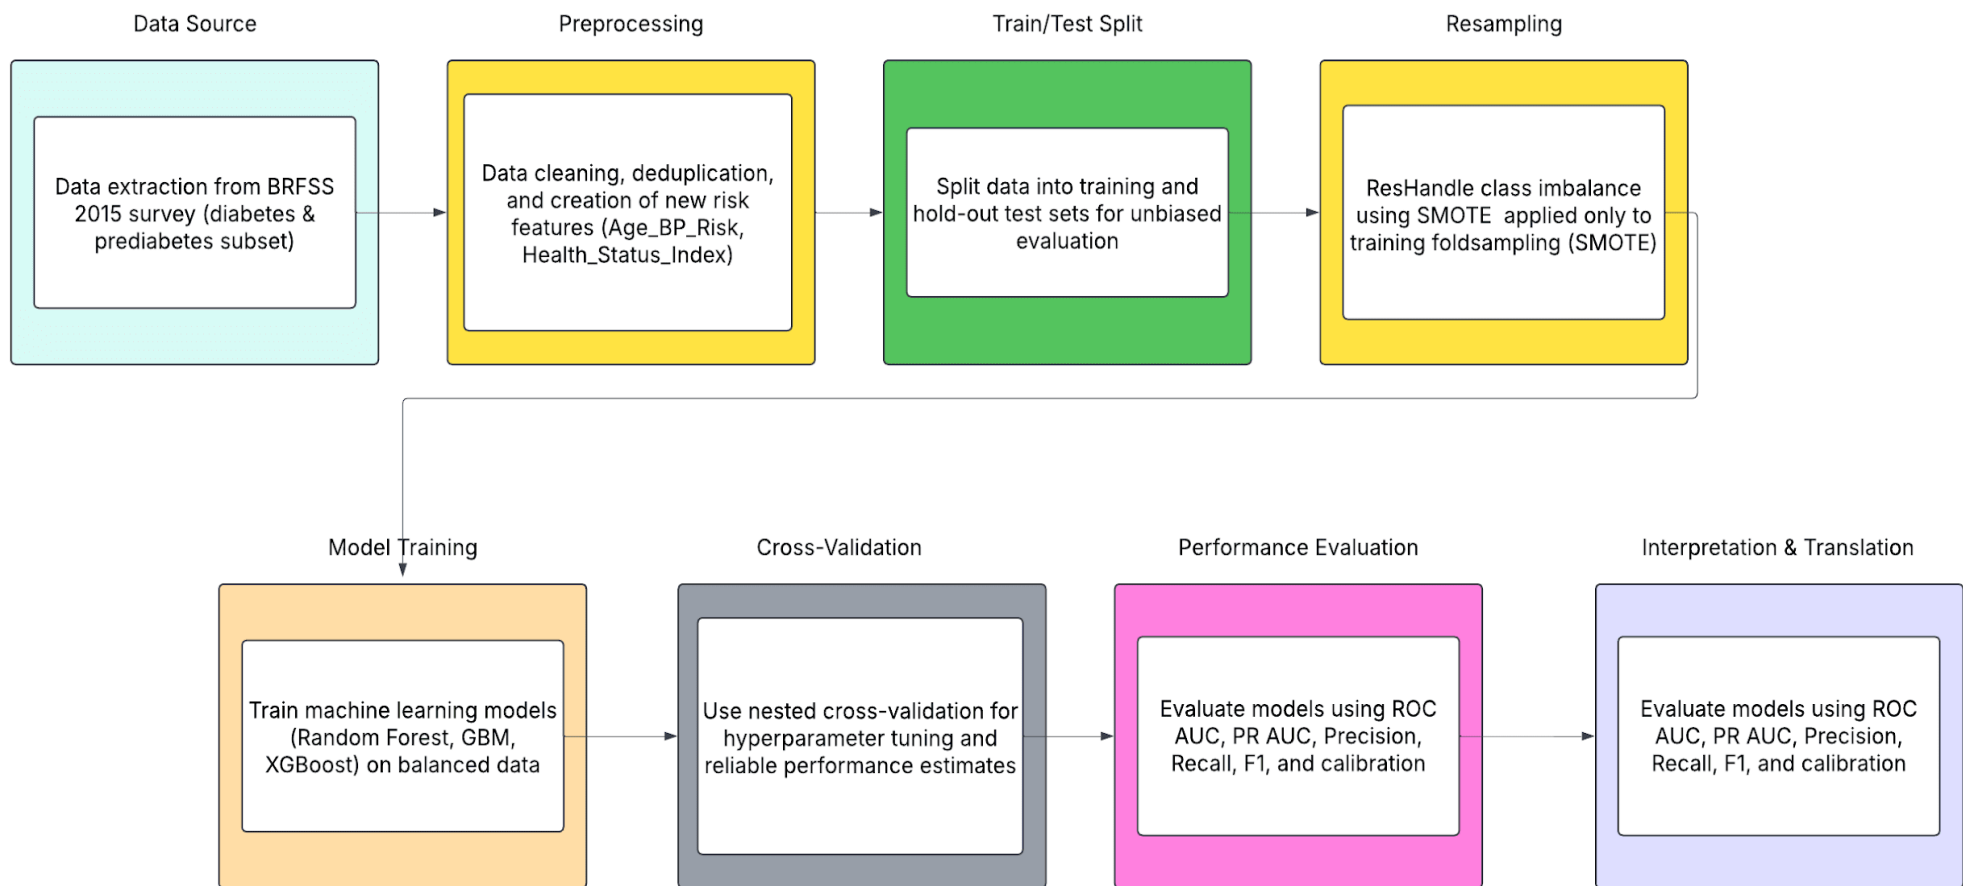 Data Source
Data extraction from BRFSS
2015 survey (diabetes &
prediabetes subset)
Preprocessing
Data cleaning, deduplication,
and creation of new risk
features (Age_BP_Risk,
Health_Status_Index)
Train/Test Split
Split data into training and
hold-out test sets for unbiased
evaluation
Resampling
ResHandle class imbalance
using SMOTE  applied only to
training foldsampling (SMOTE)
Model Training
Train machine learning models
(Random Forest, GBM,
XGBoost) on balanced data
Cross-Validation
Use nested cross-validation for
hyperparameter tuning and
reliable performance estimates
Performance Evaluation
Evaluate models using ROC
AUC, PR AUC, Precision,
Recall, F1, and calibration
Interpretation & Translation
Evaluate models using ROC
AUC, PR AUC, Precision,
Recall, F1, and calibration